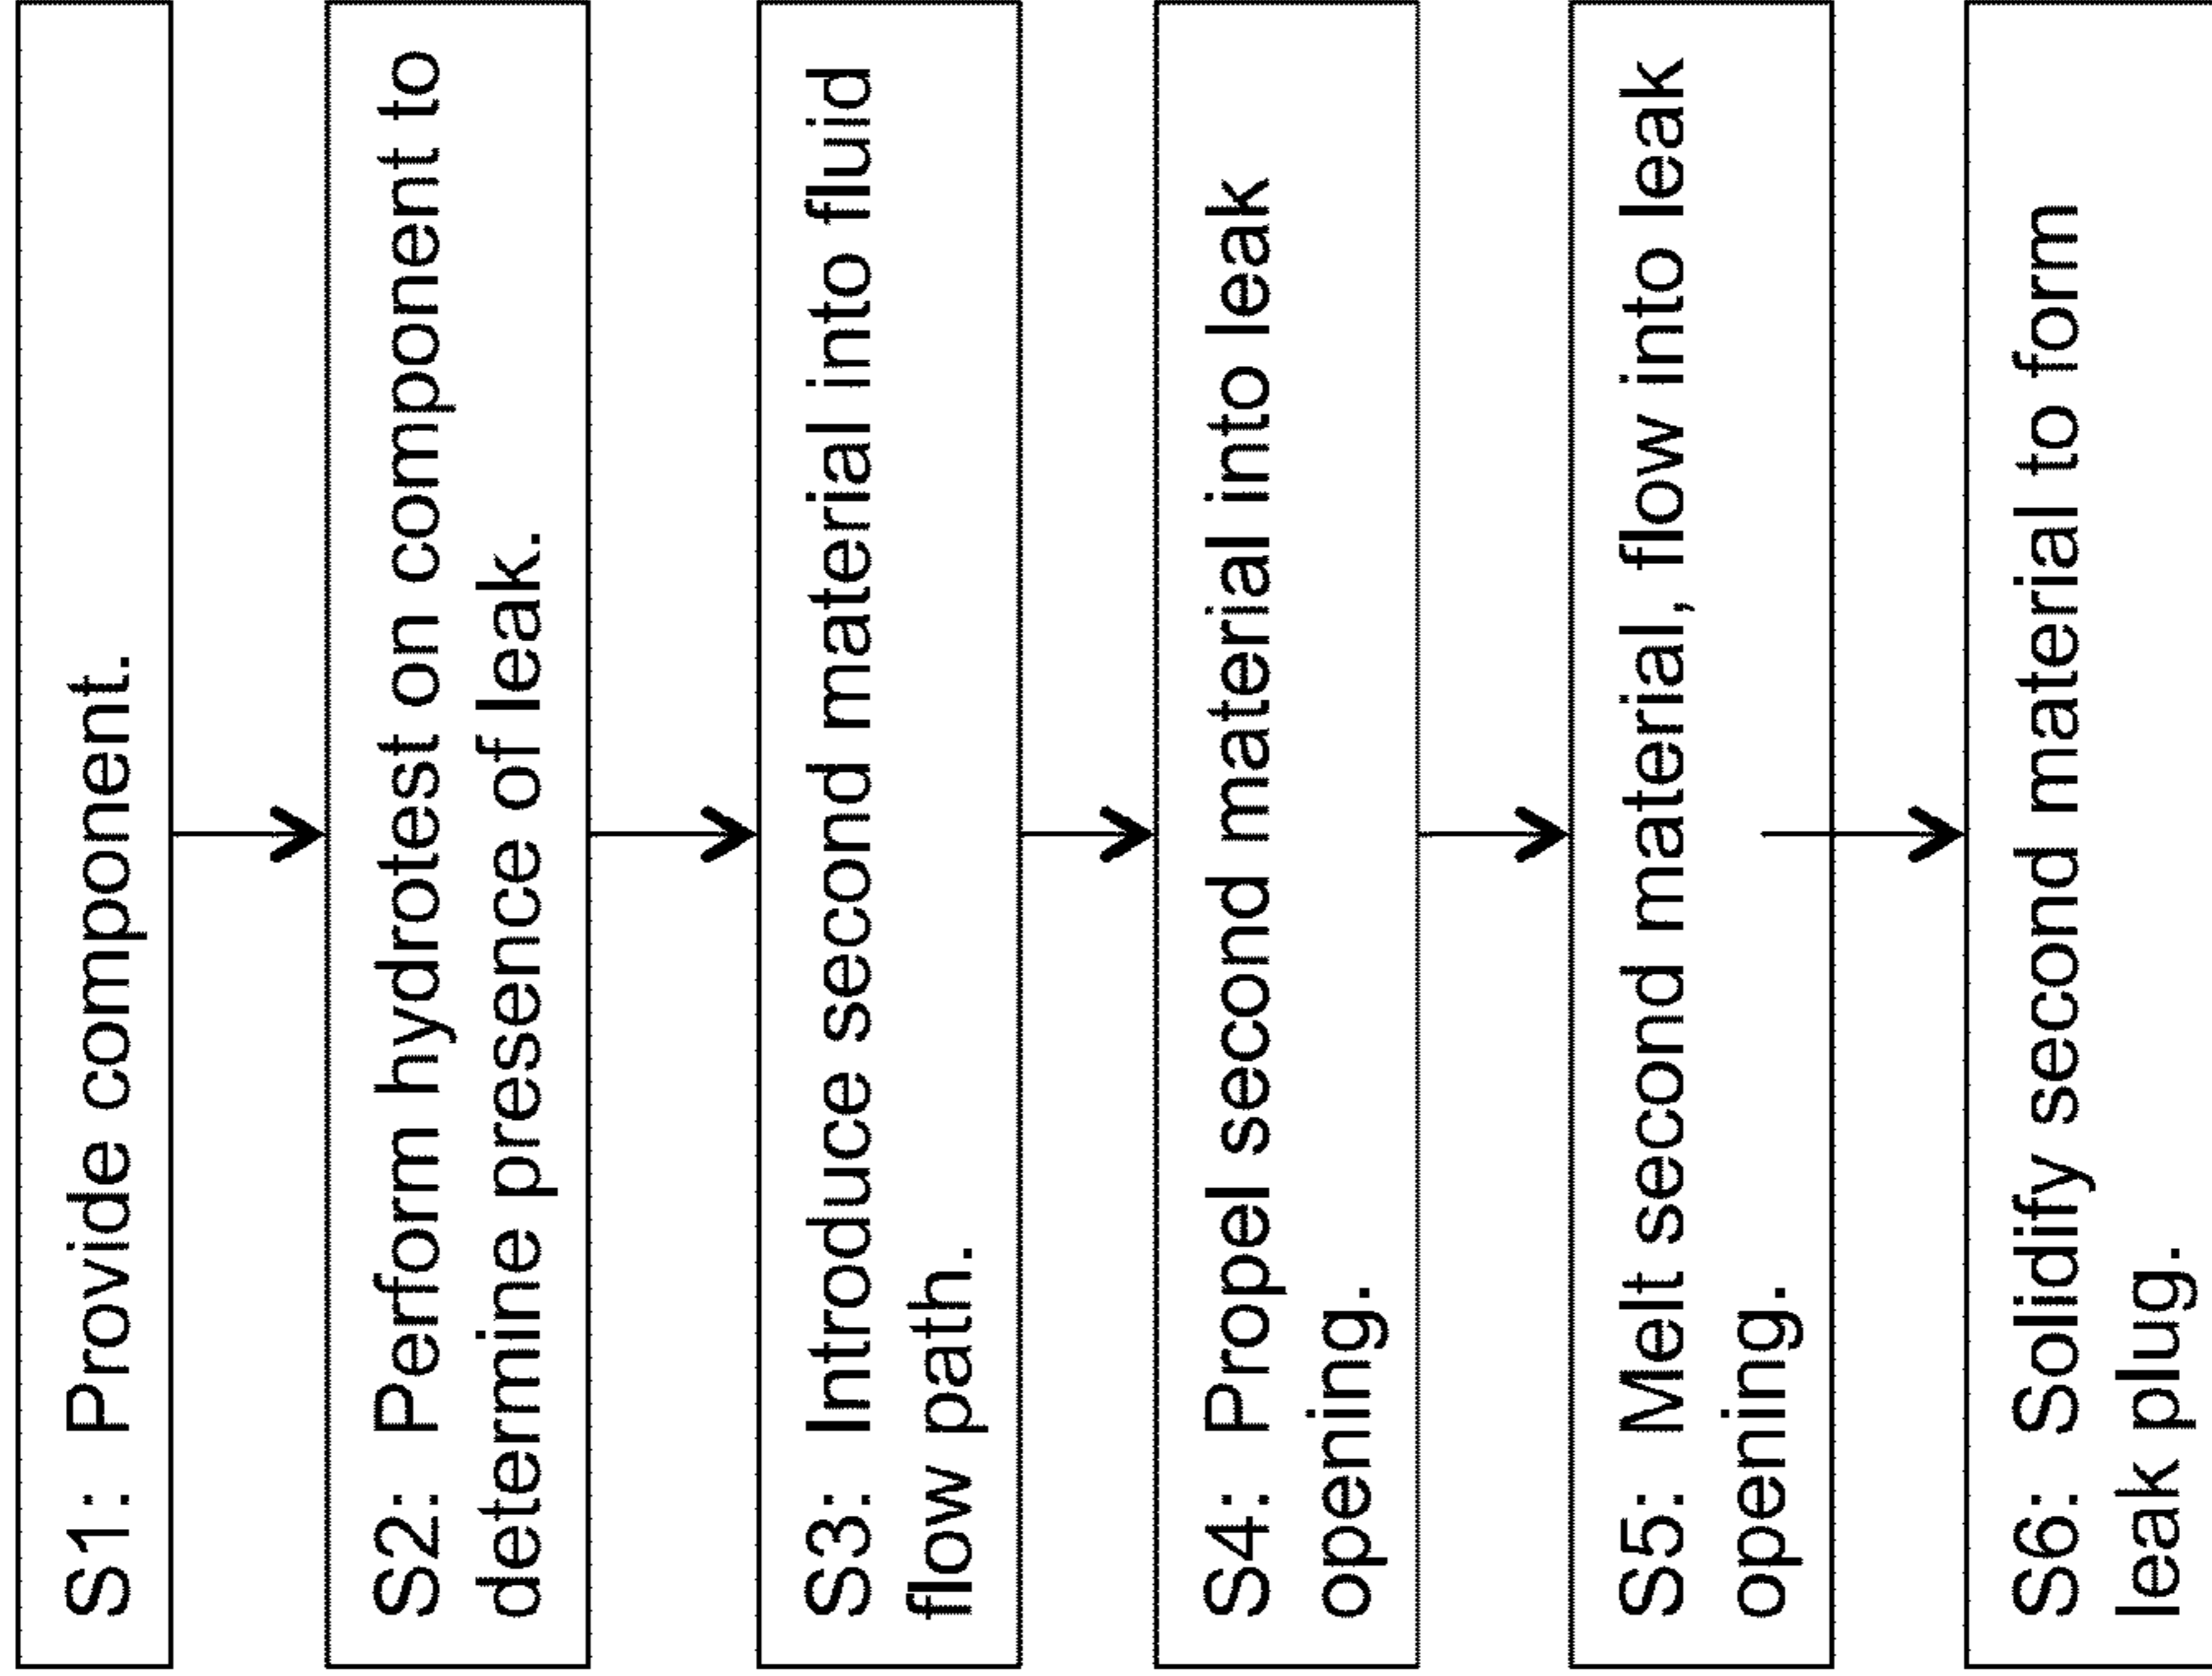 S1: Provide component.
S2: Perform hydrotest on component to
determine presence of leak.
S3: Introduce second material into fluid
flow path.
S4: Propel second material into leak
opening.
S5: Melt second material, flow into leak
opening.
S6: Solidify second material to form
leak plug.